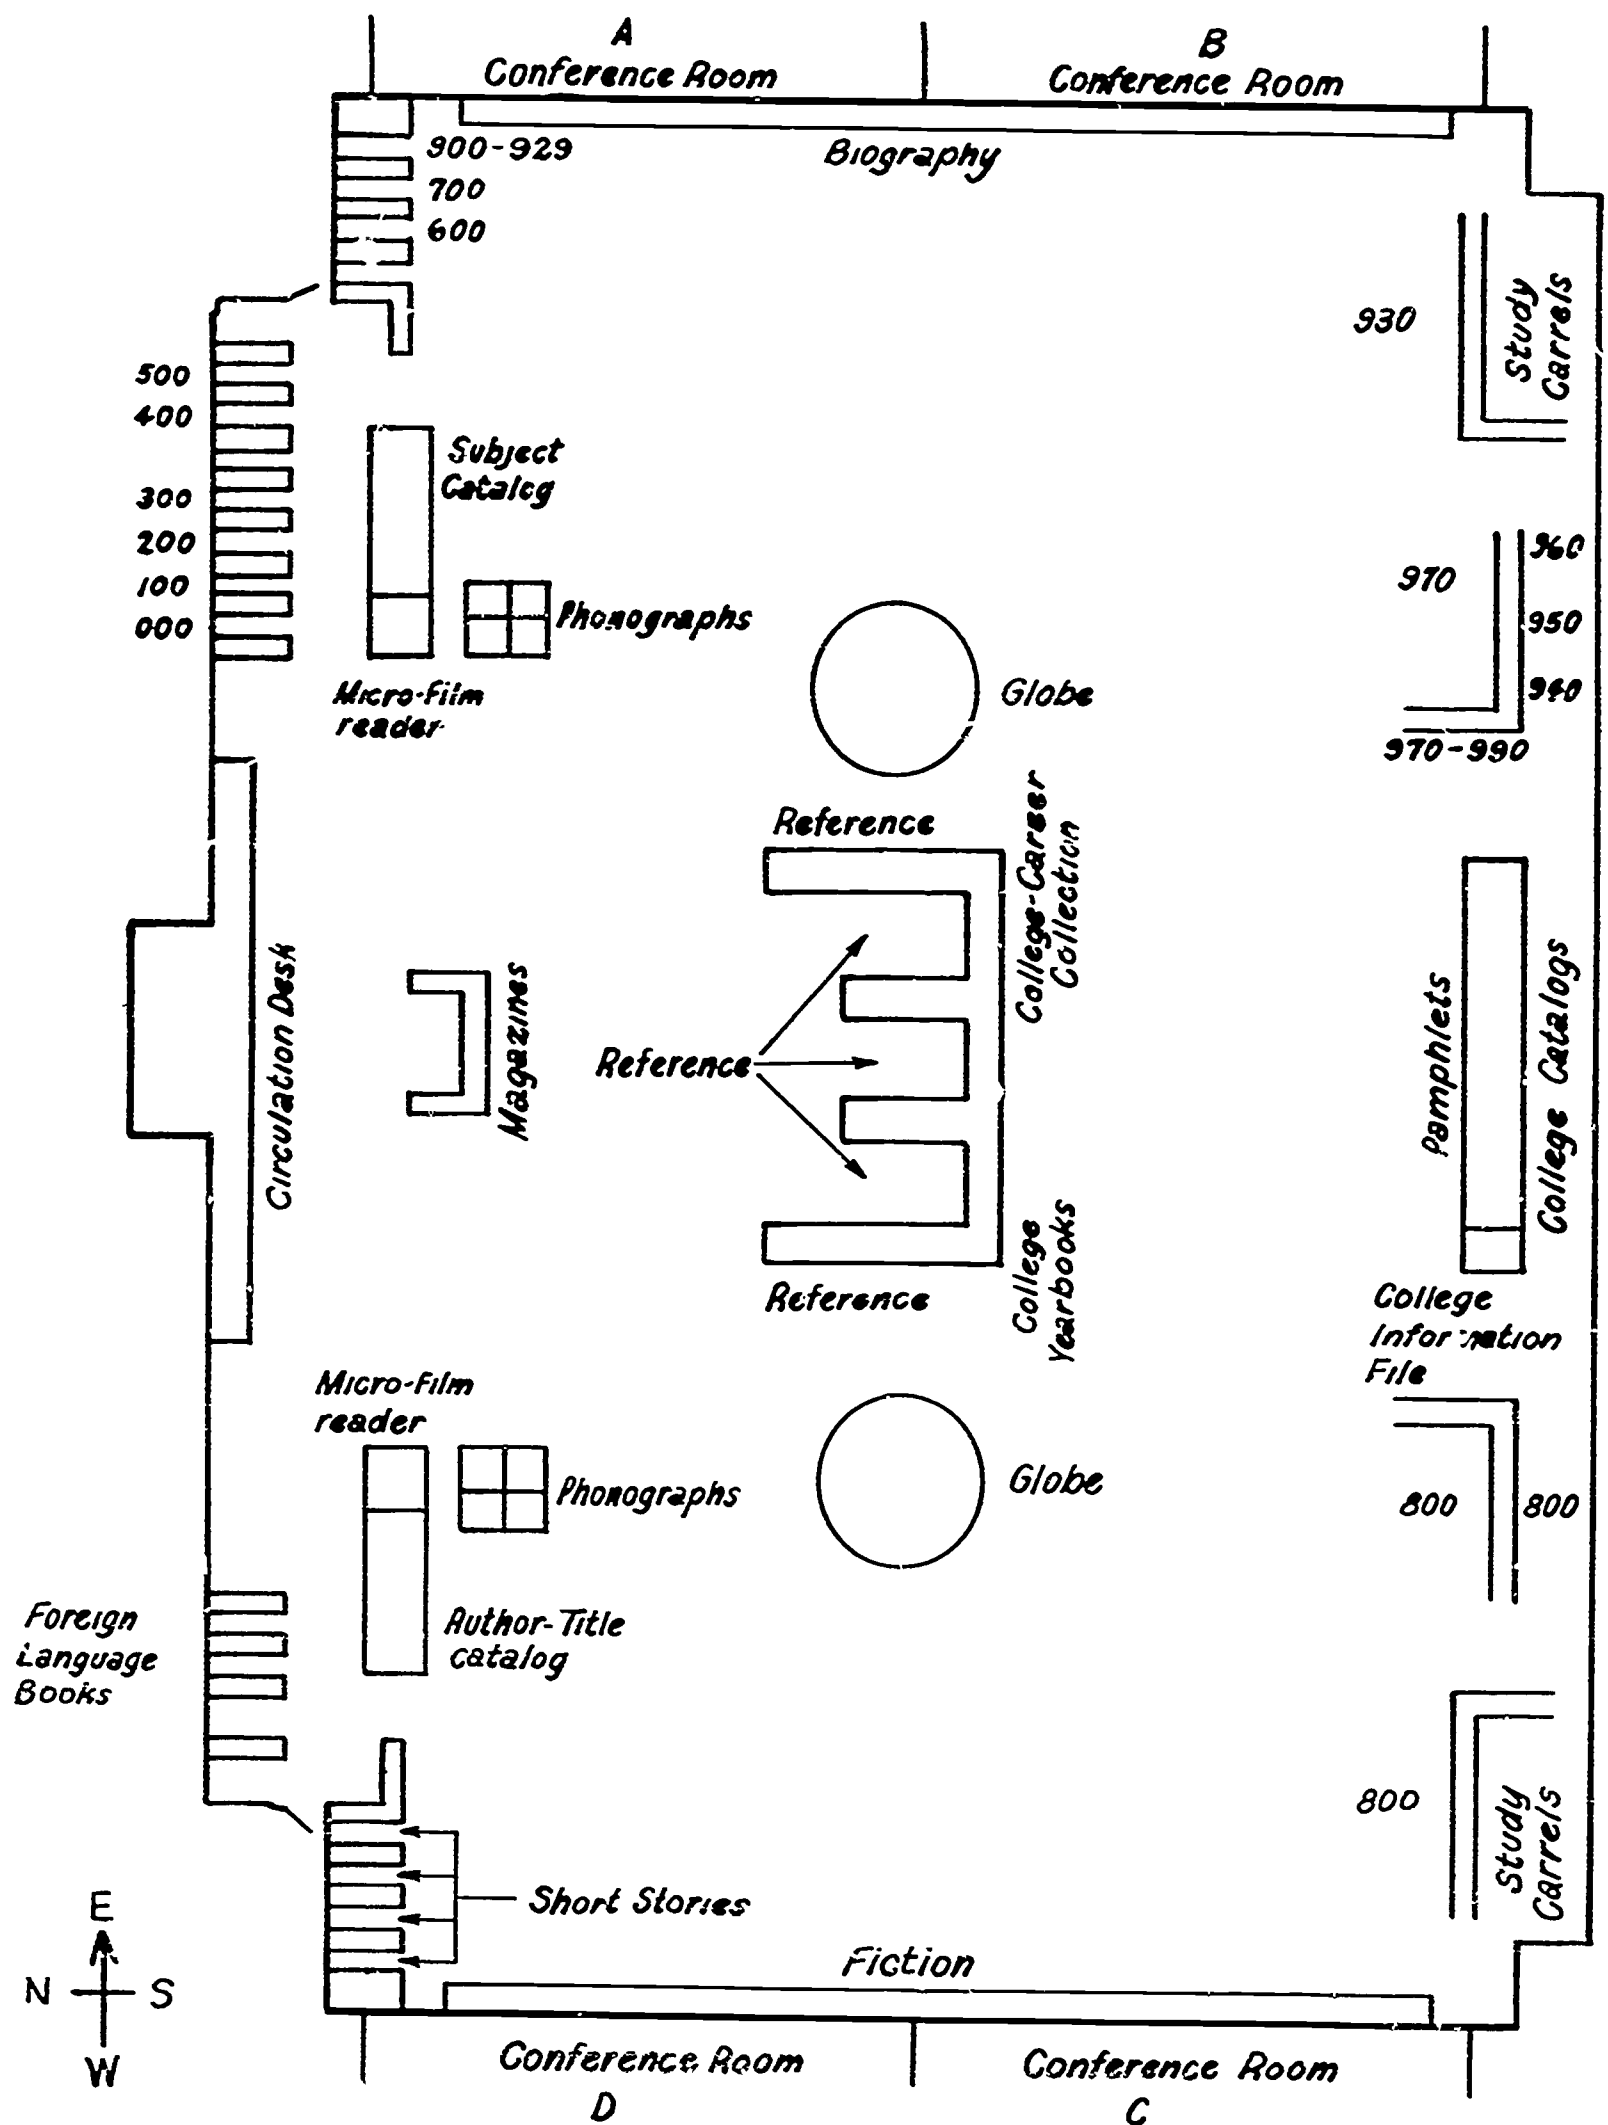 A
Conference Room
B
Conference Room
900-929
Biography
700
600
930
Study
Carrels
500
400
Subject
Catalog
300
200
100
000
Phonographs
Micro-Film
reader
Globe
970
960
950
940
970-990
Reference
College-Career
Collection
Circulation Desk
Magazines
Reference
Pamphlets
College Catalogs
Reference
College
Yearbooks
College
Information
File
Micro-Film
reader
Phonographs
Globe
800
800
Foreign
Language
Books
Author-Title
catalog
800
Study
Carrels
Short Stories
Fiction
E
N
S
W
Conference Room
D
Conference Room
C